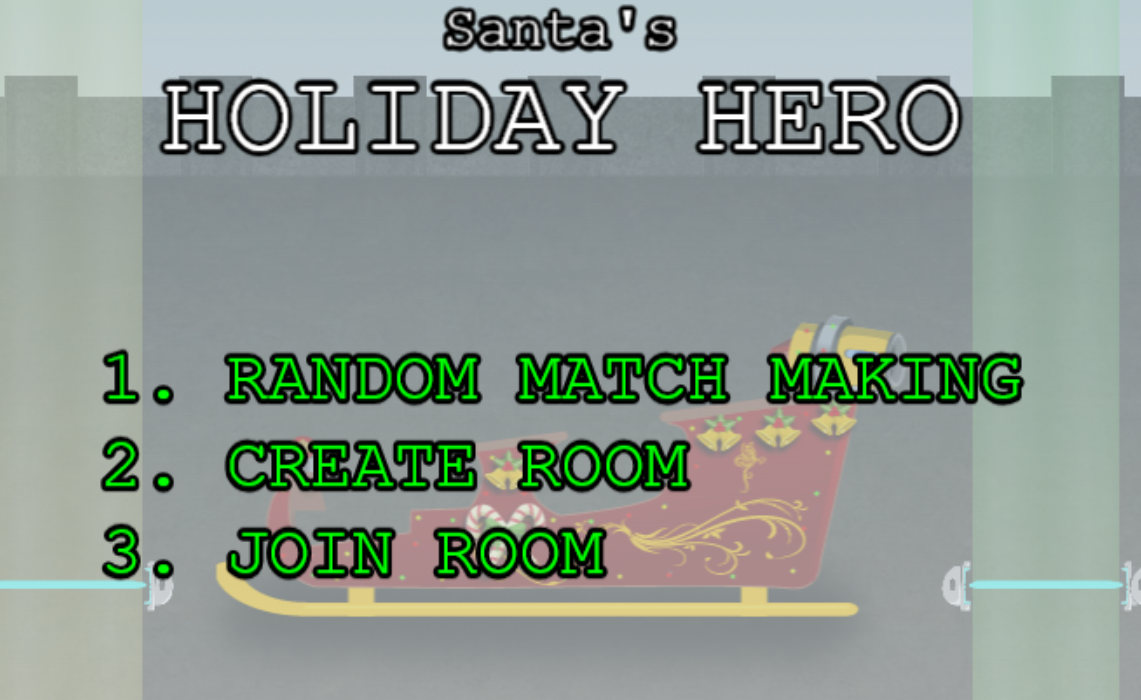 Santa's
HOLIDAY HERO
1. RANDOM MATCH MAKING
2. CREATE ROOM
3. JOIN ROOM